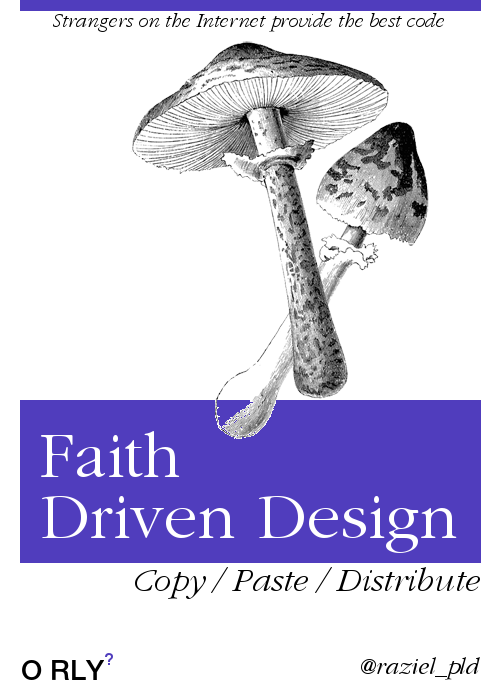 Strangers on the Internet provide the best code
Faith
Driven Design
Copy / Paste / Distribute
O RLY?
@raziel_pld